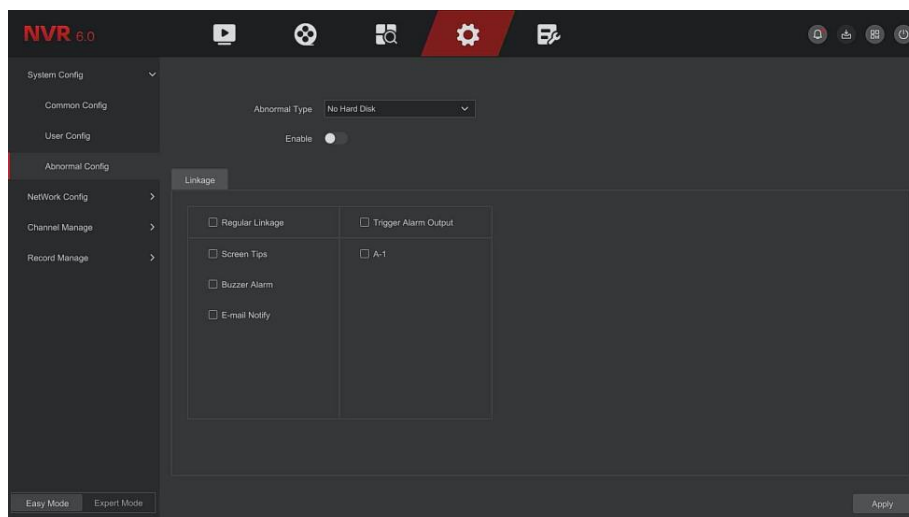 NVR 6.0
System Config
Common Config
User Config
Abnormal Config
NetWork Config
Channel Manage
Record Manage
Abnormal Type No Hard Disk
Enable
Linkage
Regular Linkage Trigger Alarm Output
Screen Tips A-1
Buzzer Alarm
E-mail Notify
Easy Mode Expert Mode
Apply